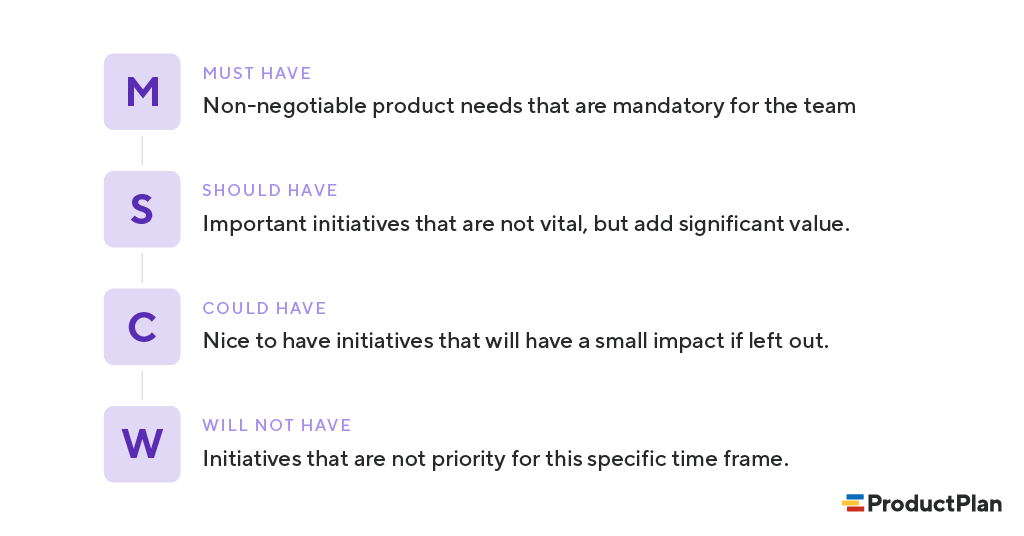 M
MUST HAVE
Non-negotiable product needs that are mandatory for the team
S
SHOULD HAVE
Important initiatives that are not vital, but add significant value.
C
COULD HAVE
Nice to have initiatives that will have a small impact if left out.
W
WILL NOT HAVE
Initiatives that are not priority for this specific time frame.
ProductPlan